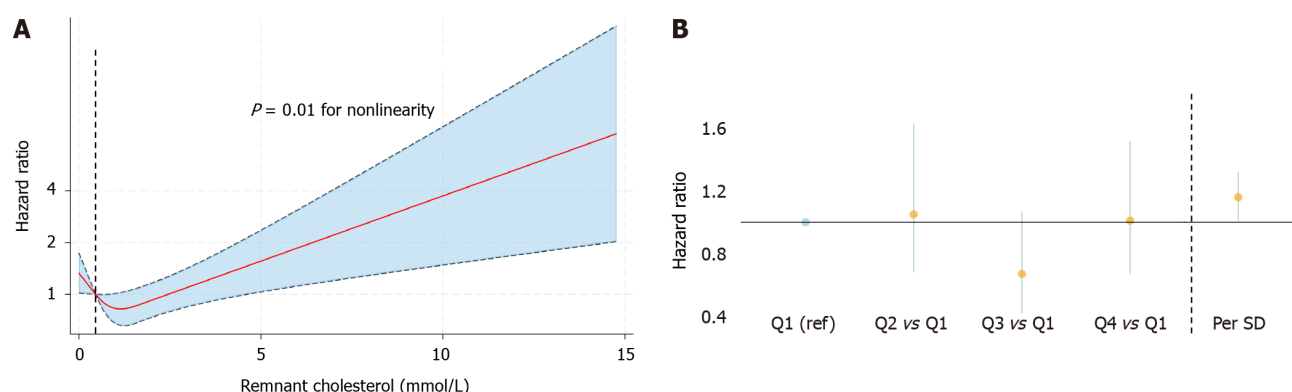 A
P = 0.01 for nonlinearity
Hazard ratio
4
2
1
0
5
10
15
Remnant cholesterol (mmol/L)
B
Hazard ratio
1.6
1.2
0.8
0.4
Q1 (ref)
Q2 vs Q1
Q3 vs Q1
Q4 vs Q1
Per SD